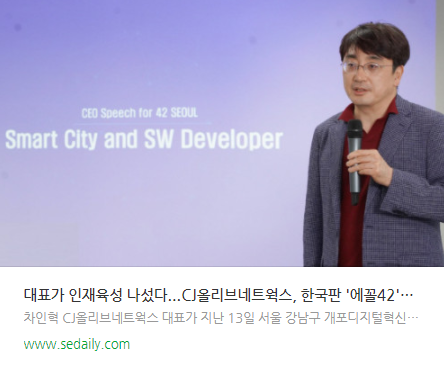 CEO Speech for 42 SEOUL
Smart City and SW Developer
대표가 인재육성 나섰다...CJ올리브네트웍스, 한국판 '에꼴42'…
차인혁 CJ올리브네트웍스 대표가 지난 13일 서울 강남구 개포디지털혁신…
www.sedaily.com